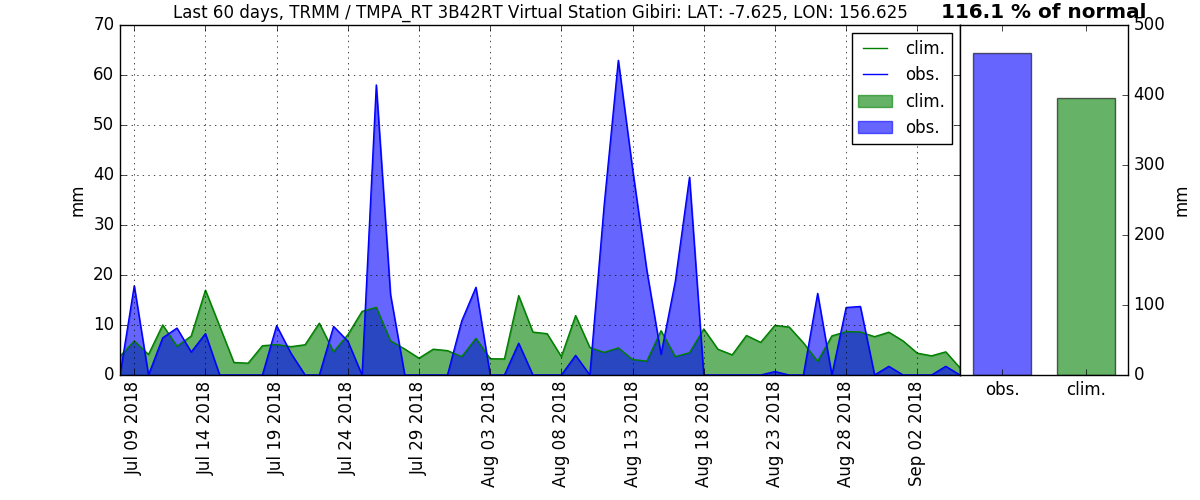 Last 60 days, TRMM / TMPA_RT 3B42RT Virtual Station Gibiri: LAT: -7.625, LON: 156.625
116.1 % of normal
70
60
50
40
30
20
10
0
mm
clim.
obs.
clim.
obs.
500
400
300
200
100
0
mm
obs.
clim.
Jul 09 2018
Jul 14 2018
Jul 19 2018
Jul 24 2018
Jul 29 2018
Aug 03 2018
Aug 08 2018
Aug 13 2018
Aug 18 2018
Aug 23 2018
Aug 28 2018
Sep 02 2018